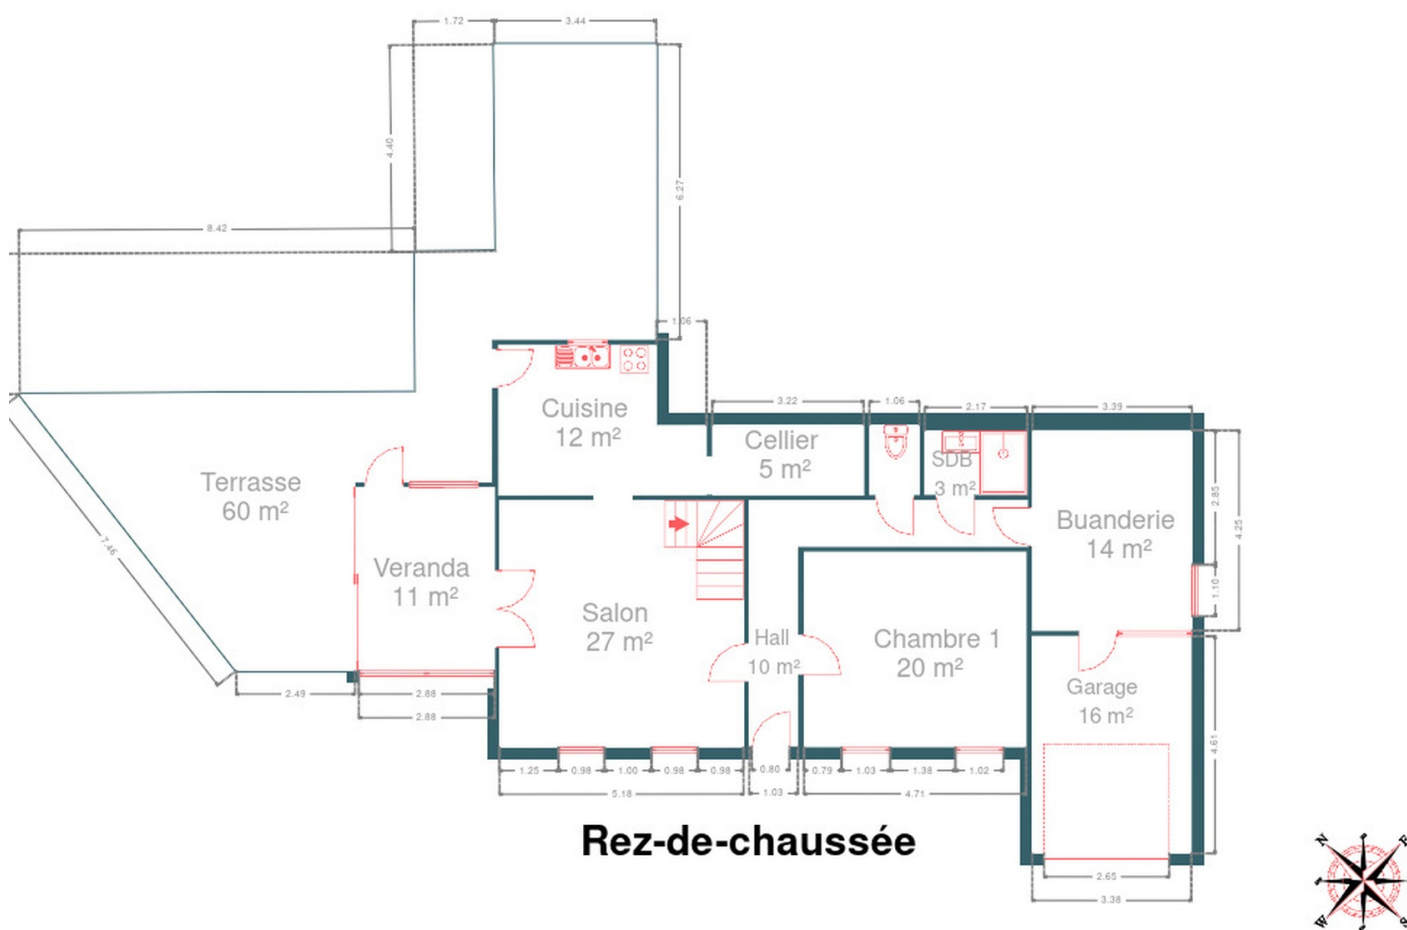 1.72
3.44
4.40
6.27
8.42
1.06
Cuisine
12 m²
3.22
1.06
2.17
3.39
Cellier
5 m²
SDB
3 m²
2.85
4.25
1.10
Terrasse
60 m²
7.46
Veranda
11 m²
Salon
27 m²
Hall
10 m²
Chambre 1
20 m²
Buanderie
14 m²
Garage
16 m²
4.61
2.49
2.88
2.88
1.25
0.98
1.00
0.98
0.98
0.80
0.79
1.03
1.38
1.02
5.18
1.03
4.71
Rez-de-chaussée
2.65
3.38
N
E
W
S